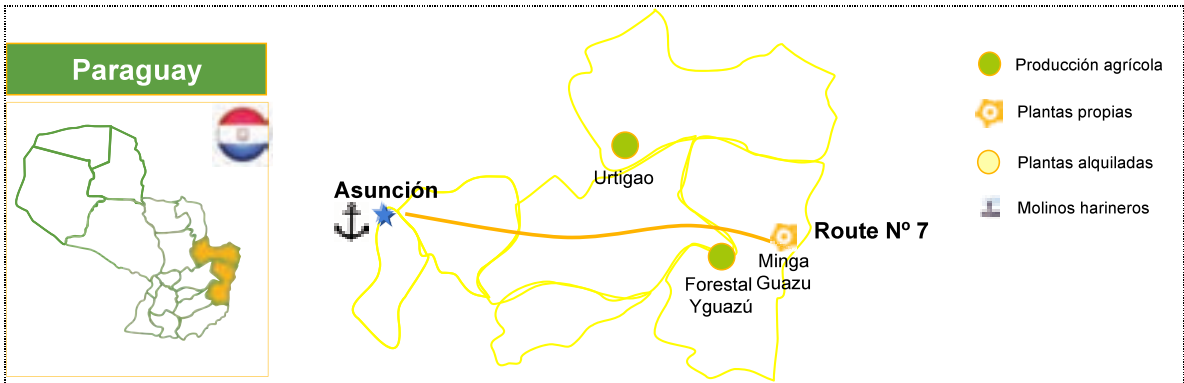 Paraguay
Asunción
Urtigao
Route Nº 7
Minga
Guazu
Forestal
Yguazú
Producción agrícola
Plantas propias
Plantas alquiladas
Molinos harineros